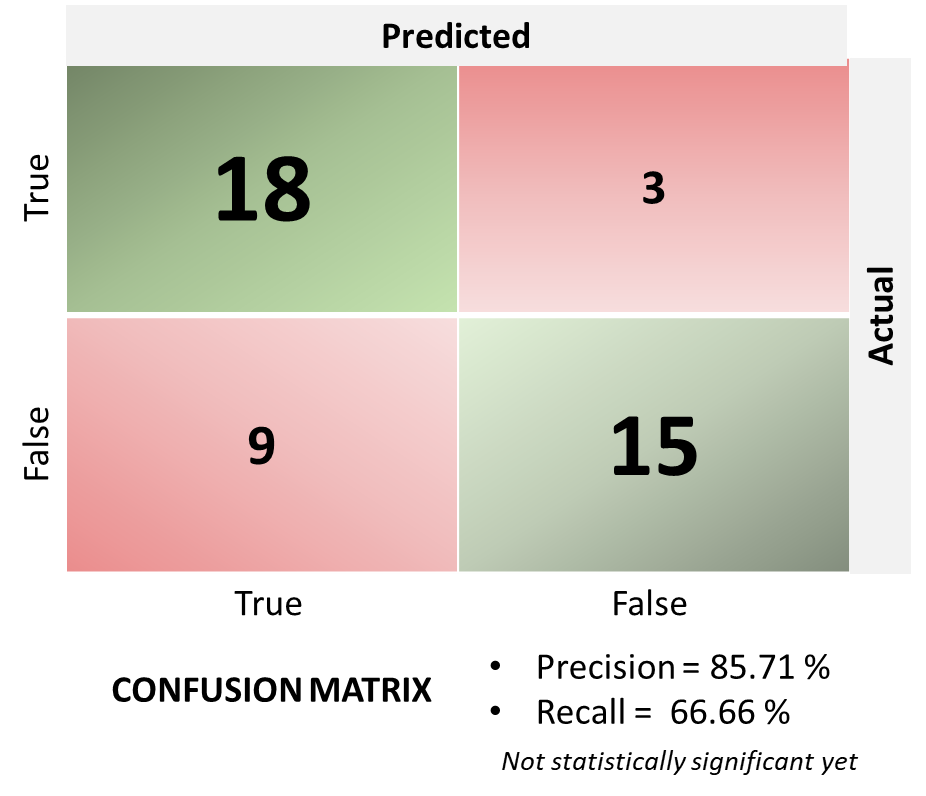 Predicted
True
18
3
Actual
False
9
15
True
False
CONFUSION MATRIX
• Precision = 85.71 %
• Recall = 66.66 %
Not statistically significant yet